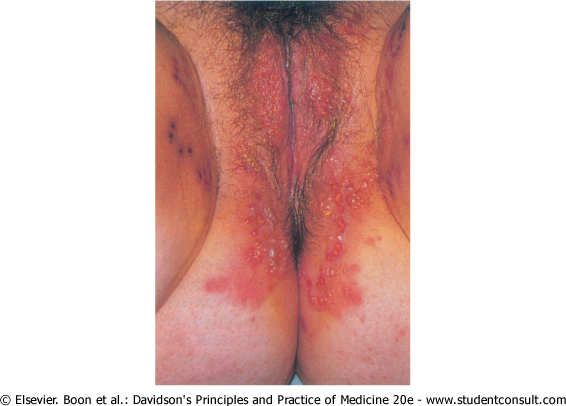 © Elsevier. Boon et al.: Davidson's Principles and Practice of Medicine 20e - www.studentconsult.com